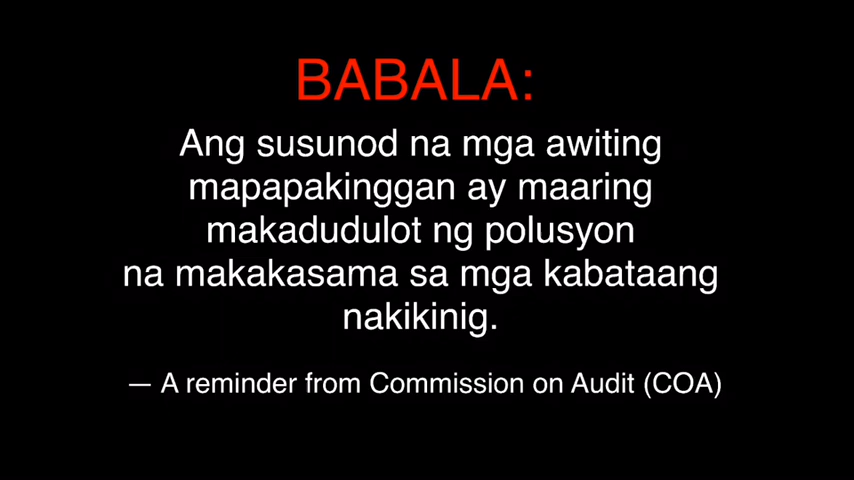 BABALA:
Ang susunod na mga awiting
mapapakinggan ay maaring
makadudulot ng polusyon
na makakasama sa mga kabataang
nakikinig.
— A reminder from Commission on Audit (COA)